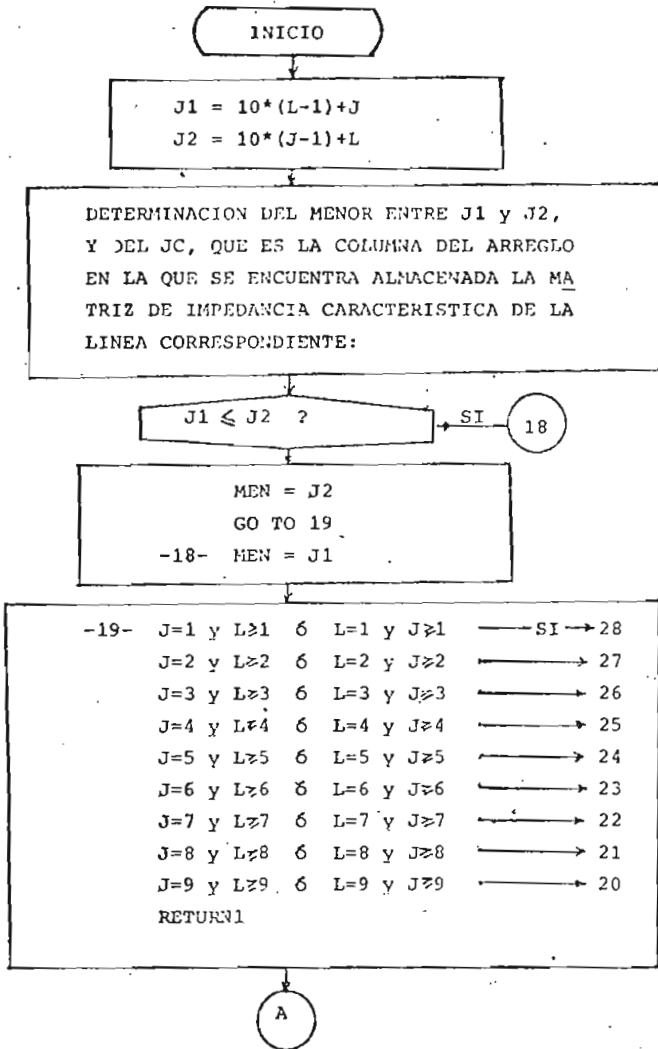 INICIO
J1 = 10*(L-1)+J
J2 = 10*(J-1)+L
DETERMINACION DEL MENOR ENTRE J1 y J2,
Y DEL JC, QUE ES LA COLUMNA DEL ARREGLO
EN LA QUE SE ENCUENTRA ALMACENADA LA MA
TRIZ DE IMPEDANCIA CARACTERISTICA DE LA
LINEA CORRESPONDIENTE:
J1 ⩽ J2 ?
SI
18
MEN = J2
GO TO 19
-18- MEN = J1
-19- J=1 y L⩾1 ó L=1 y J⩾1 SI 28
J=2 y L⩾2 ó L=2 y J⩾2 27
J=3 y L⩾3 ó L=3 y J⩾3 26
J=4 y L⩾4 ó L=4 y J⩾4 25
J=5 y L⩾5 ó L=5 y J⩾5 24
J=6 y L⩾6 ó L=6 y J⩾6 23
J=7 y L⩾7 ó L=7 y J⩾7 22
J=8 y L⩾8 ó L=8 y J⩾8 21
J=9 y L⩾9 ó L=9 y J⩾9 20
RETURN1
A